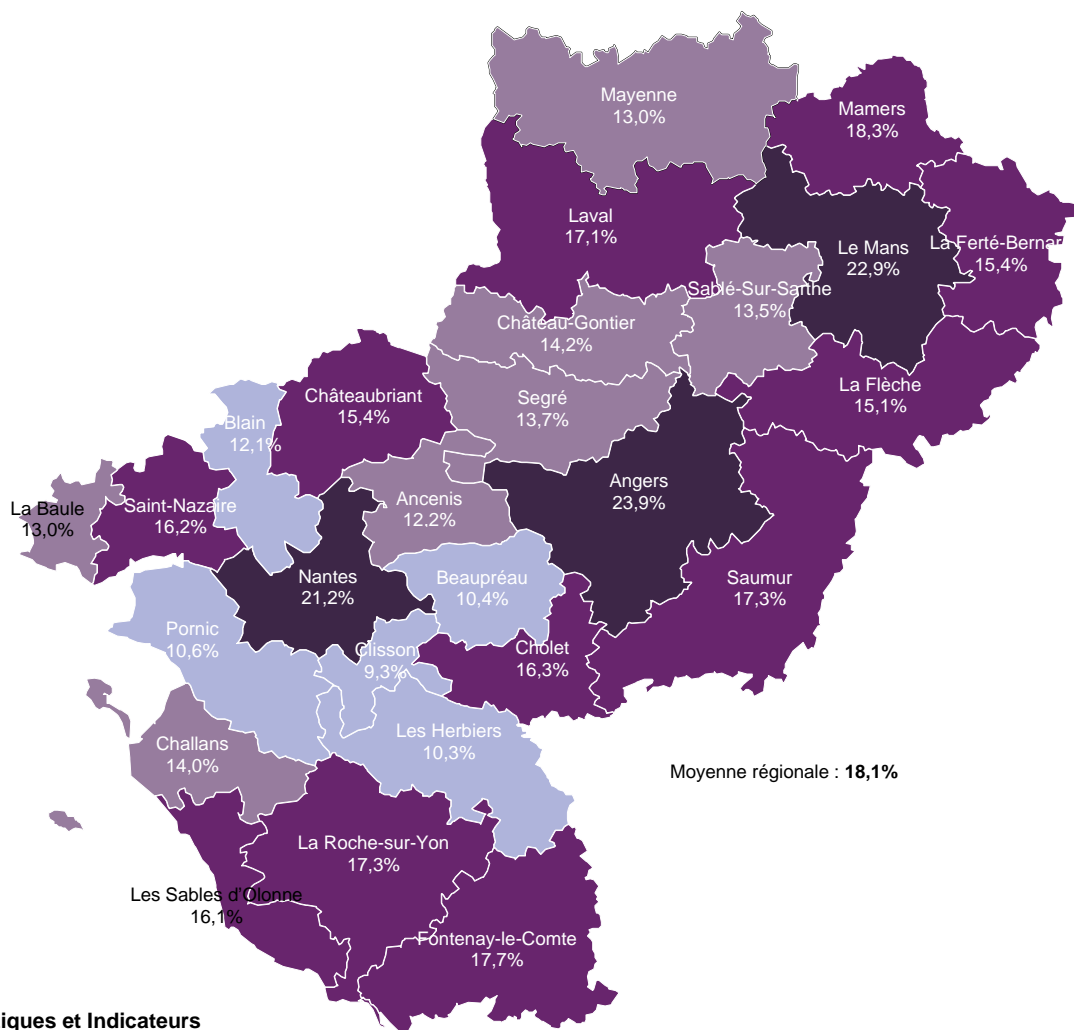 Mayenne
13,0%
Mamers
18,3%
Laval
17,1%
Le Mans
22,9%
La Ferté-Bernar
15,4%
Sablé-Sur-Sarthe
13,5%
Château-Gontier
14,2%
La Flèche
15,1%
Châteaubriant
15,4%
Segré
13,7%
Blain
12,1%
Angers
23,9%
Ancenis
12,2%
La Baule
13,0%
Saint-Nazaire
16,2%
Nantes
21,2%
Beaupréau
10,4%
Saumur
17,3%
Pornic
10,6%
Clisson
9,3%
Cholet
16,3%
Les Herbiers
10,3%
Challans
14,0%
Moyenne régionale : 18,1%
La Roche-sur-Yon
17,3%
Les Sables d'Olonne
16,1%
Fontenay-le-Comte
17,7%
iques et Indicateurs